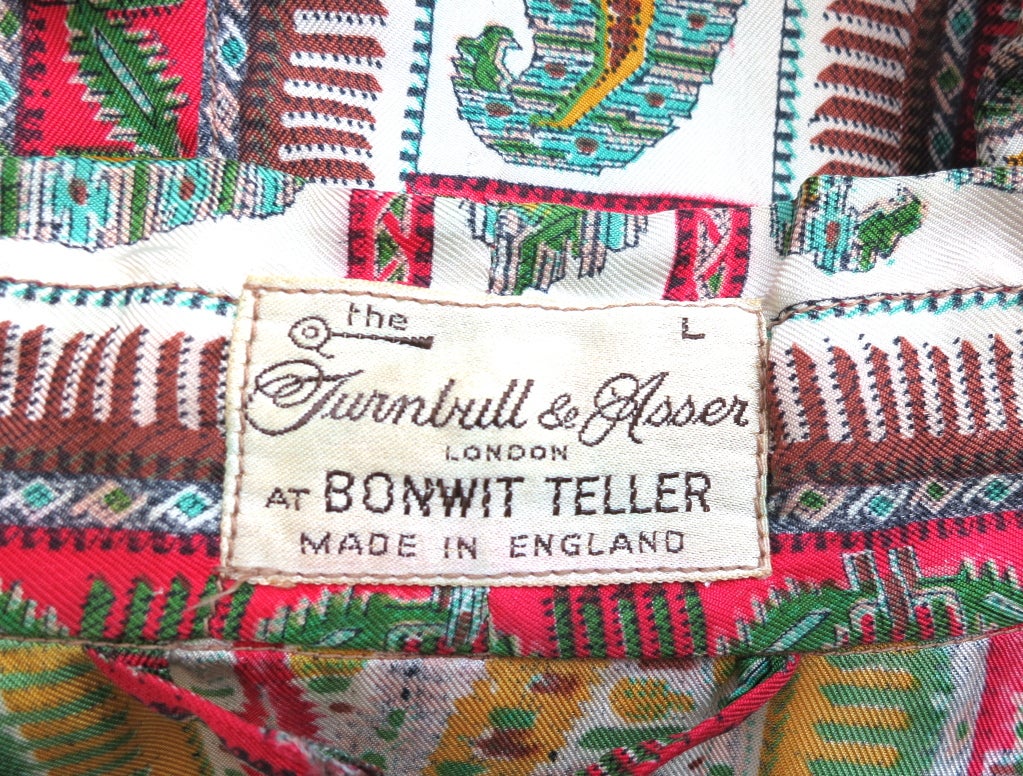 the L
Turnbull & Asser
LONDON
AT BONWIT TELLER
MADE IN ENGLAND